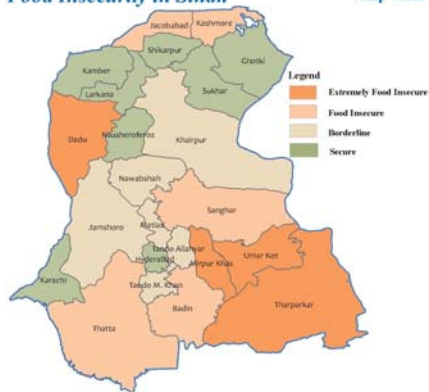 Food Insecurity in Sindh
Jacobabad
Kashmore
Shikarpur
Ghotki
Kamber
Larkana
Sukhar
Legend
Extremely Food Insecure
Food Insecure
Borderline
Secure
Dadu
Nausheroferoz
Khairpur
Nawabshah
Sanghar
Jamshoro
Matiari
Tando Allahyar
Hyderabad
Mirpur Khas
Umar Kot
Karachi
Tando M. Khan
Badin
Thatta
Tharparkar